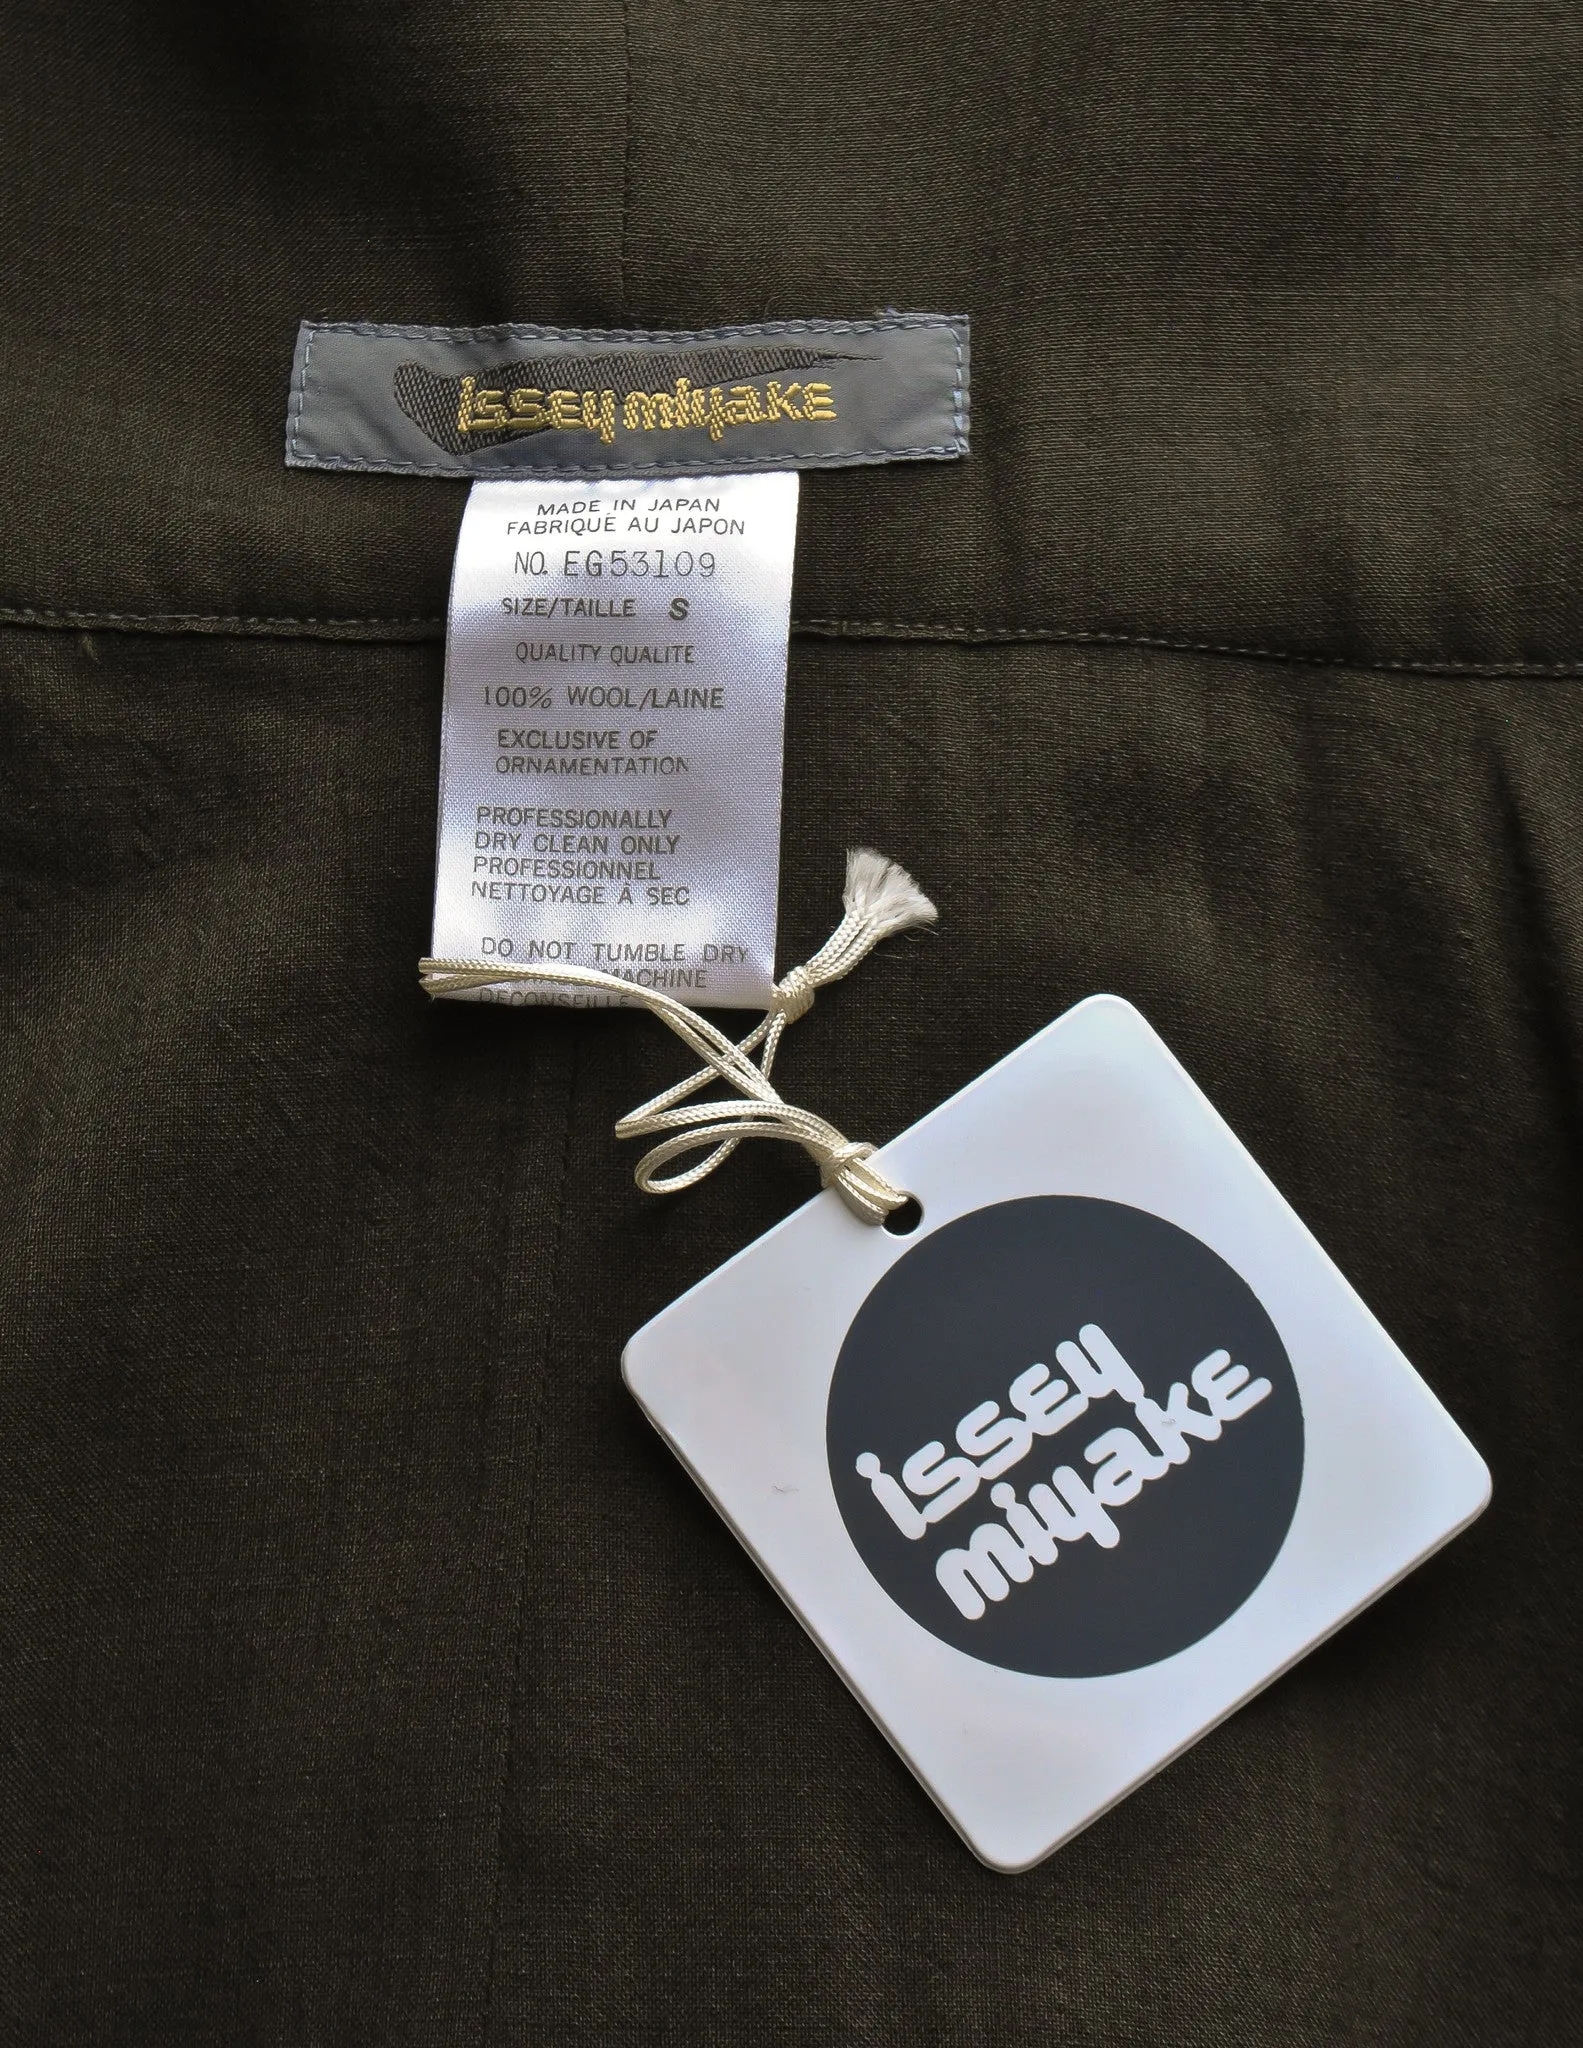 issey miyake
MADE IN JAPAN
FABRIQUÉ AU JAPON
NO. EG53109
SIZE/TAILLE S
QUALITY QUALITE
100% WOOL/LAINE
EXCLUSIVE OF
ORNAMENTATION
PROFESSIONALLY
DRY CLEAN ONLY
PROFESSIONNEL
NETTOYAGE À SEC
DO NOT TUMBLE DRY
MACHINE
DECONSEILLE
issey
miyake